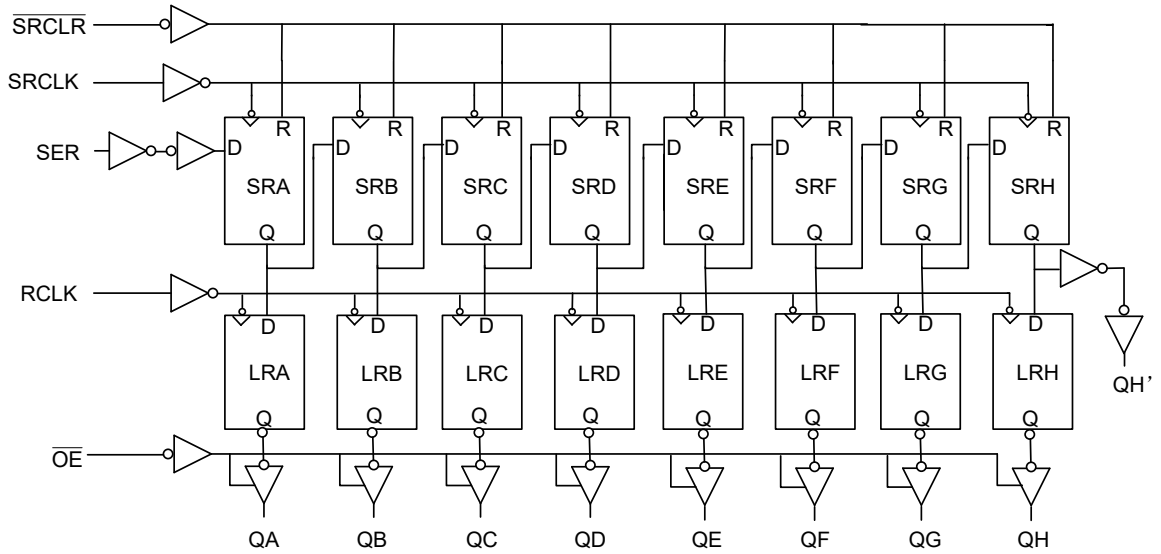 SRCLR
SRCLK
R R R R R R R R
SER
D D D D D D D D
SRA SRB SRC SRD SRE SRF SRG SRH
Q Q Q Q Q Q Q Q
RCLK
D D D D D D D D
LRA LRB LRC LRD LRE LRF LRG LRH
QH'
Q Q Q Q Q Q Q Q
OE
QA QB QC QD QE QF QG QH